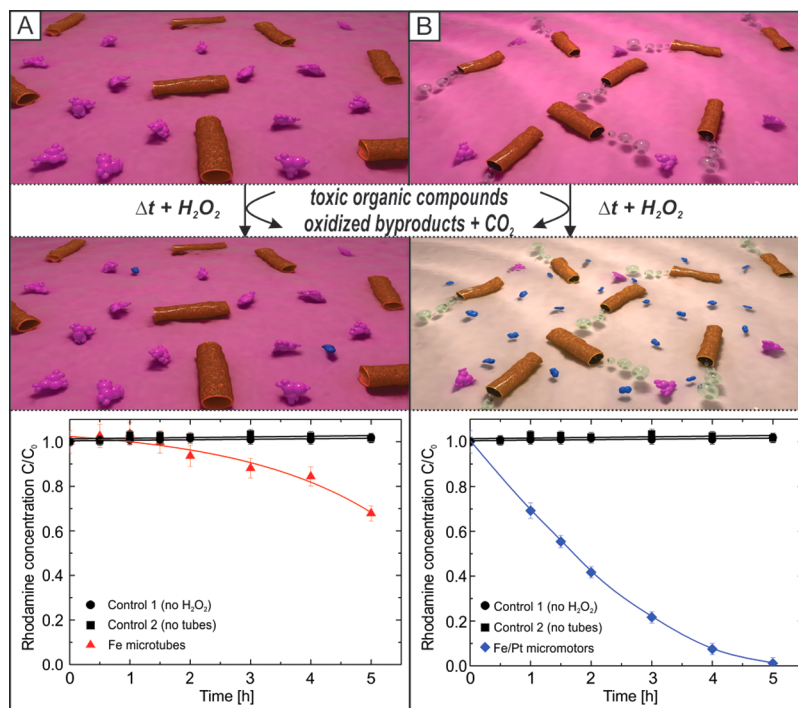 A
B
Δt + H₂O₂
toxic organic compounds
oxidized byproducts + CO₂
Δt + H₂O₂
Rhodamine concentration C/C₀
1.0
0.8
0.6
0.4
0.2
0.0
Control 1 (no H₂O₂)
Control 2 (no tubes)
Fe microtubes
0 1 2 3 4 5
Time [h]
Rhodamine concentration C/C₀
1.0
0.8
0.6
0.4
0.2
0.0
Control 1 (no H₂O₂)
Control 2 (no tubes)
Fe/Pt micromotors
0 1 2 3 4 5
Time [h]